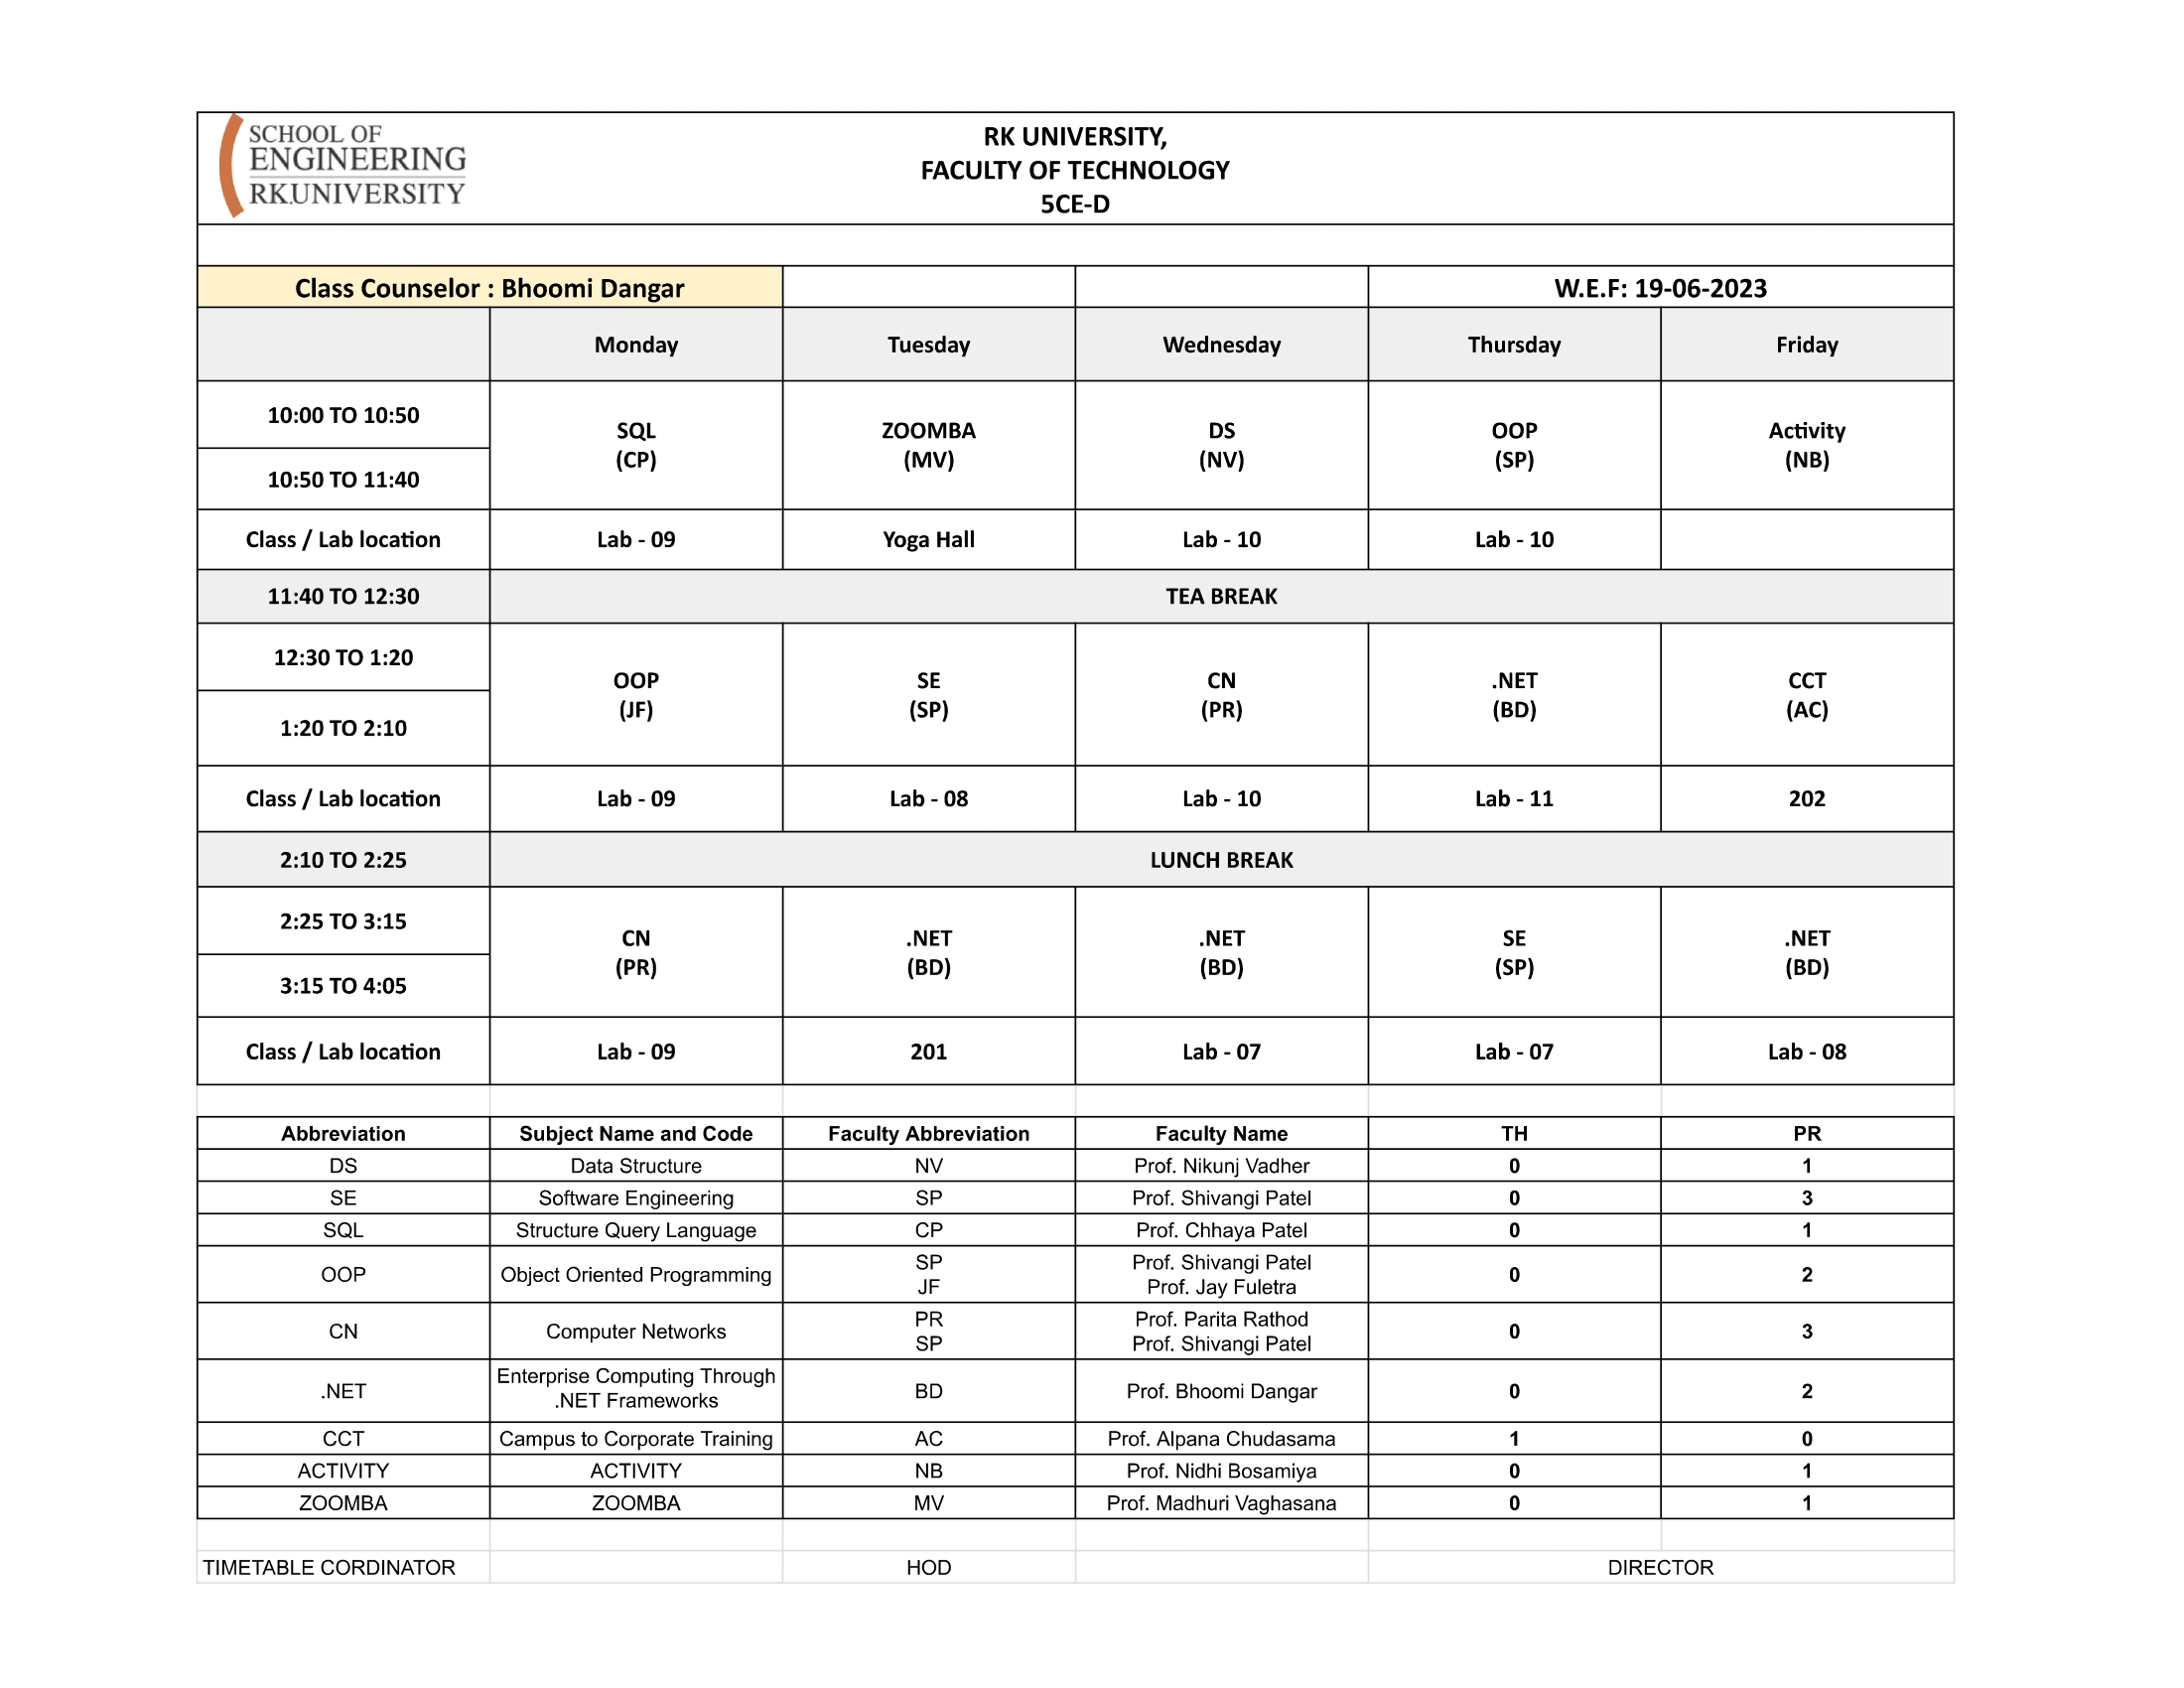 SCHOOL OF
ENGINEERING
RK.UNIVERSITY
RK UNIVERSITY,
FACULTY OF TECHNOLOGY
5CE-D
Class Counselor : Bhoomi Dangar W.E.F: 19-06-2023
Monday Tuesday Wednesday Thursday Friday
10:00 TO 10:50
SQL ZOOMBA DS OOP Activity
(CP) (MV) (NV) (SP) (NB)
10:50 TO 11:40
Class / Lab location Lab - 09 Yoga Hall Lab - 10 Lab - 10
11:40 TO 12:30 TEA BREAK
12:30 TO 1:20
OOP SE CN .NET CCT
(JF) (SP) (PR) (BD) (AC)
1:20 TO 2:10
Class / Lab location Lab - 09 Lab - 08 Lab - 10 Lab - 11 202
2:10 TO 2:25 LUNCH BREAK
2:25 TO 3:15
CN .NET .NET SE .NET
(PR) (BD) (BD) (SP) (BD)
3:15 TO 4:05
Class / Lab location Lab - 09 201 Lab - 07 Lab - 07 Lab - 08
Abbreviation Subject Name and Code Faculty Abbreviation Faculty Name TH PR
DS Data Structure NV Prof. Nikunj Vadher 0 1
SE Software Engineering SP Prof. Shivangi Patel 0 3
SQL Structure Query Language CP Prof. Chhaya Patel 0 1
SP Prof. Shivangi Patel
OOP Object Oriented Programming 0 2
JF Prof. Jay Fuletra
PR Prof. Parita Rathod
CN Computer Networks 0 3
SP Prof. Shivangi Patel
Enterprise Computing Through
.NET BD Prof. Bhoomi Dangar 0 2
.NET Frameworks
CCT Campus to Corporate Training AC Prof. Alpana Chudasama 1 0
ACTIVITY ACTIVITY NB Prof. Nidhi Bosamiya 0 1
ZOOMBA ZOOMBA MV Prof. Madhuri Vaghasana 0 1
TIMETABLE CORDINATOR HOD DIRECTOR